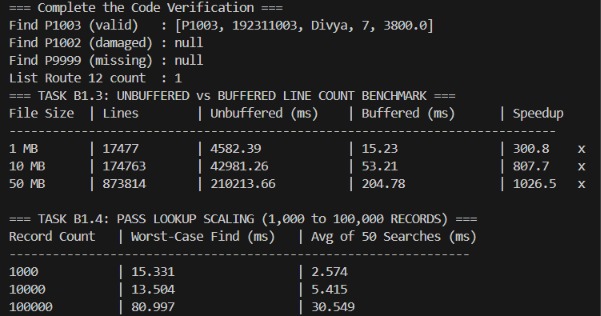 === Complete the Code Verification ===
Find P1003 (valid)   : [P1003, 192311003, Divya, 7, 3800.0]
Find P1002 (damaged) : null
Find P9999 (missing) : null
List Route 12 count  : 1
=== TASK B1.3: UNBUFFERED vs BUFFERED LINE COUNT BENCHMARK ===
File Size  | Lines       | Unbuffered (ms)    | Buffered (ms)      | Speedup
---------------------------------------------------------------------------
1 MB       | 17477       | 4582.39            | 15.23              | 300.8    x
10 MB      | 174763      | 42981.26           | 53.21              | 807.7    x
50 MB      | 873814      | 210213.66          | 204.78             | 1026.5   x
=== TASK B1.4: PASS LOOKUP SCALING (1,000 to 100,000 RECORDS) ===
Record Count   | Worst-Case Find (ms)   | Avg of 50 Searches (ms)
---------------------------------------------------------------
1000           | 15.331                 | 2.574
10000          | 13.504                 | 5.415
100000         | 80.997                 | 30.549